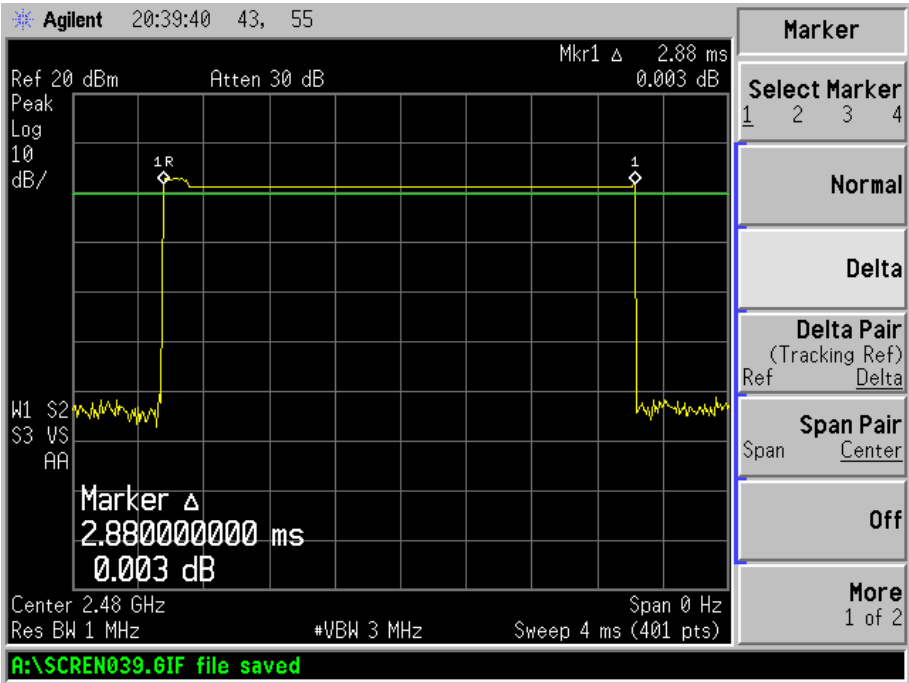 Agilent 20:39:40 43, 55
Mkr1 Δ 2.88 ms
Ref 20 dBm Atten 30 dB 0.003 dB
Peak
Log
10
dB/
1R
1
W1 S2
S3 VS
AA
Marker Δ
2.880000000 ms
0.003 dB
Center 2.48 GHz Span 0 Hz
Res BW 1 MHz #VBW 3 MHz Sweep 4 ms (401 pts)
A:\SCREN039.GIF file saved
Marker
Select Marker
1 2 3 4
Normal
Delta
Delta Pair
(Tracking Ref)
Ref Delta
Span Pair
Span Center
Off
More
1 of 2